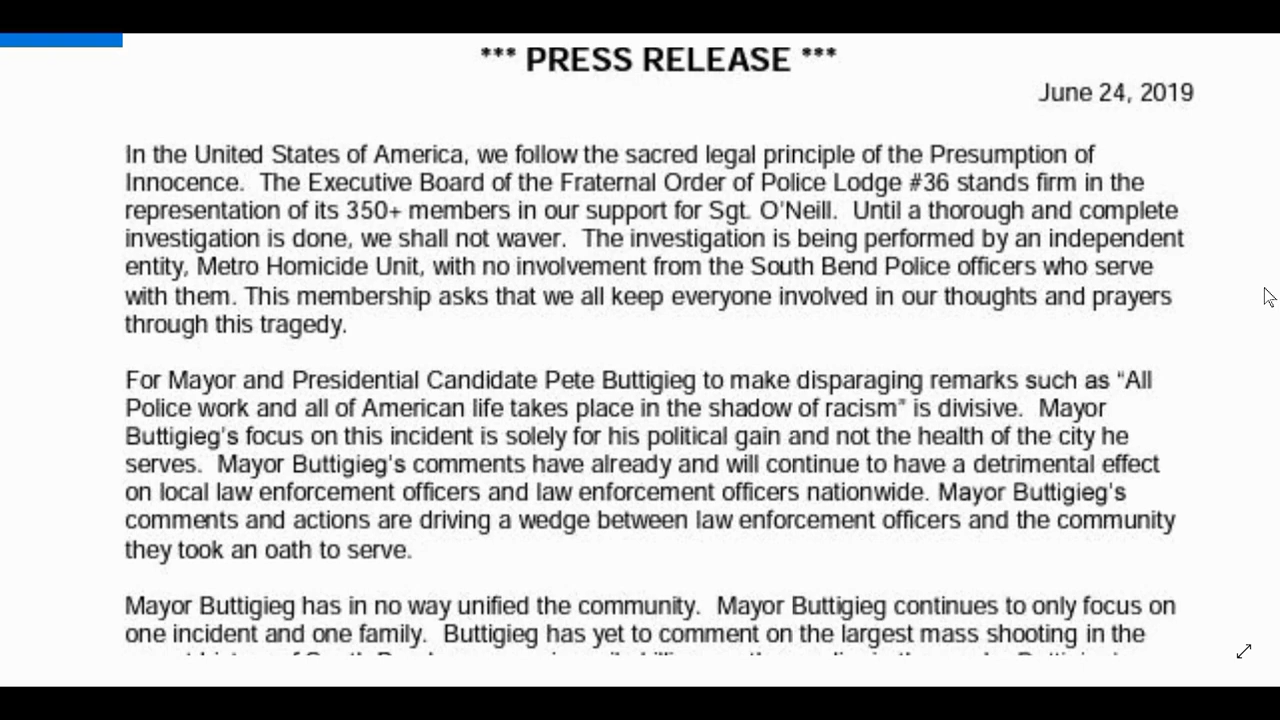 *** PRESS RELEASE ***
June 24, 2019
In the United States of America, we follow the sacred legal principle of the Presumption of
Innocence. The Executive Board of the Fraternal Order of Police Lodge #36 stands firm in the
representation of its 350+ members in our support for Sgt. O'Neill. Until a thorough and complete
investigation is done, we shall not waver. The investigation is being performed by an independent
entity, Metro Homicide Unit, with no involvement from the South Bend Police officers who serve
with them. This membership asks that we all keep everyone involved in our thoughts and prayers
through this tragedy.
For Mayor and Presidential Candidate Pete Buttigieg to make disparaging remarks such as “All
Police work and all of American life takes place in the shadow of racism” is divisive. Mayor
Buttigieg's focus on this incident is solely for his political gain and not the health of the city he
serves. Mayor Buttigieg's comments have already and will continue to have a detrimental effect
on local law enforcement officers and law enforcement officers nationwide. Mayor Buttigieg's
comments and actions are driving a wedge between law enforcement officers and the community
they took an oath to serve.
Mayor Buttigieg has in no way unified the community. Mayor Buttigieg continues to only focus on
one incident and one family. Buttigieg has yet to comment on the largest mass shooting in the